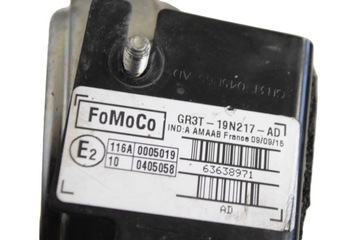 FoMoCo
GR3T-19N217-AD
IND:A AMAAB France 09/09/15
E2
116A 0005019
10 0405058
63638971
AD